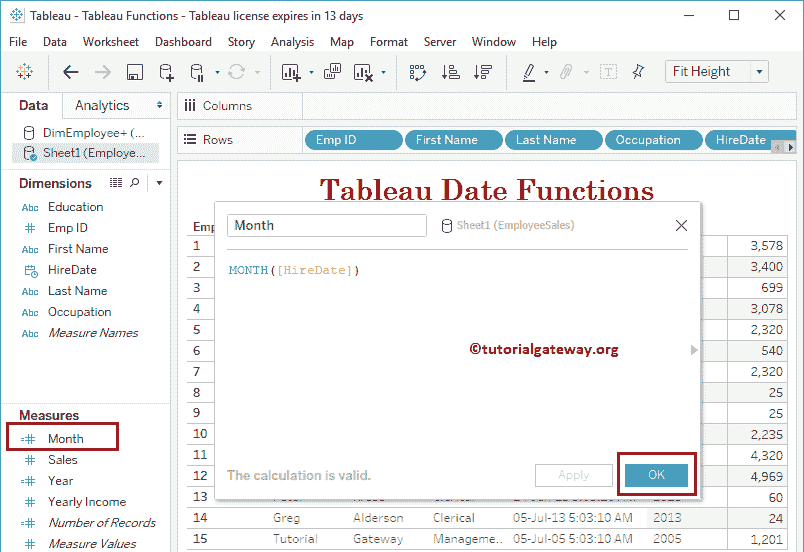 Tableau - Tableau Functions - Tableau license expires in 13 days
File Data Worksheet Dashboard Story Analysis Map Format Server Window Help
Fit Height
Data Analytics
Columns
DimEmployee+ (...
Sheet1 (Employe...
Rows Emp ID First Name Last Name Occupation HireDate
Dimensions
Abc Education
# Emp ID
Abc First Name
HireDate
Abc Last Name
Abc Occupation
Abc Measure Names
Measures
=# Month
# Sales
=# Year
# Yearly Income
=# Number of Records
# Measure Values
Tableau Date Functions
Month Sheet1 (EmployeeSales)
MONTH([HireDate])
©tutorialgateway.org
The calculation is valid.
Apply OK
1 3,578
2 3,400
3 699
4 3,078
5 2,320
6 540
7 2,320
8 25
9 25
10 2,235
11 4,320
12 4,969
13 60
14 Greg Alderson Clerical 05-Jul-13 5:03:10 AM 2013 24
15 Tutorial Gateway Manageme.. 05-Jul-05 5:03:10 AM 2005 1,201